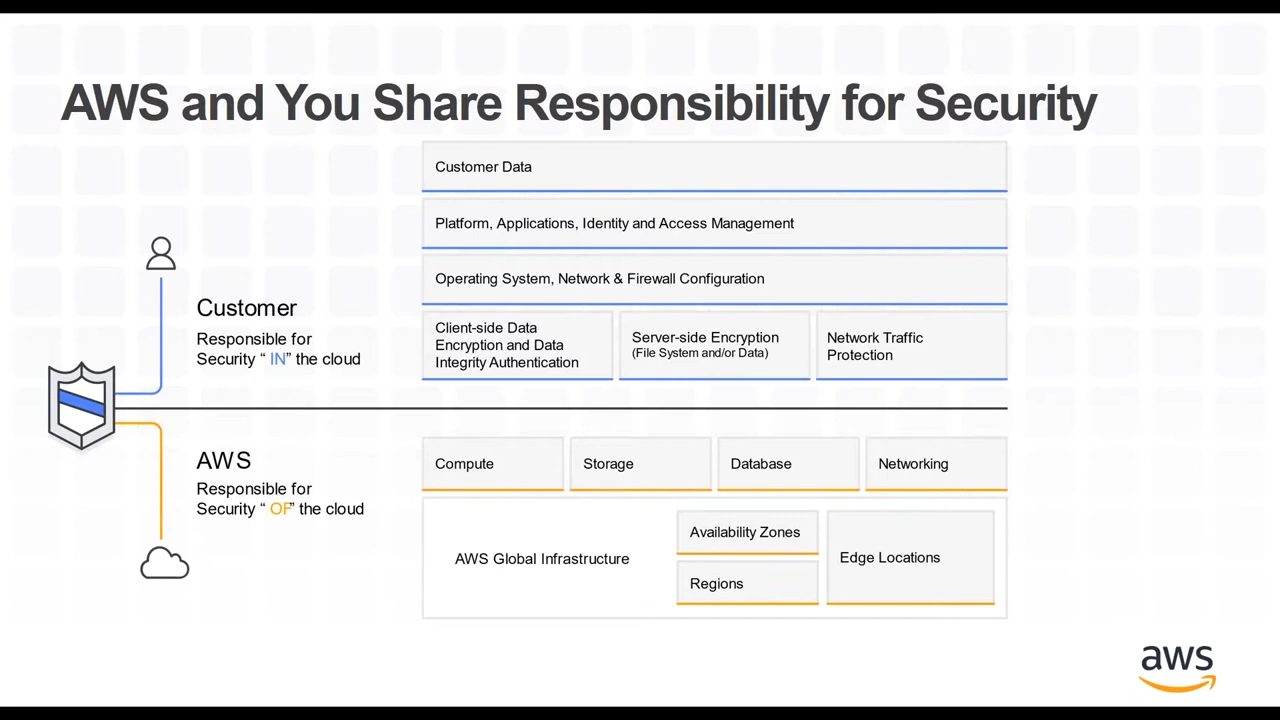 AWS and You Share Responsibility for Security
Customer Data
Platform, Applications, Identity and Access Management
Operating System, Network & Firewall Configuration
Customer
Responsible for
Security “ IN” the cloud
Client-side Data
Encryption and Data
Integrity Authentication
Server-side Encryption
(File System and/or Data)
Network Traffic
Protection
AWS
Responsible for
Security “ OF” the cloud
Compute
Storage
Database
Networking
AWS Global Infrastructure
Availability Zones
Regions
Edge Locations
aws